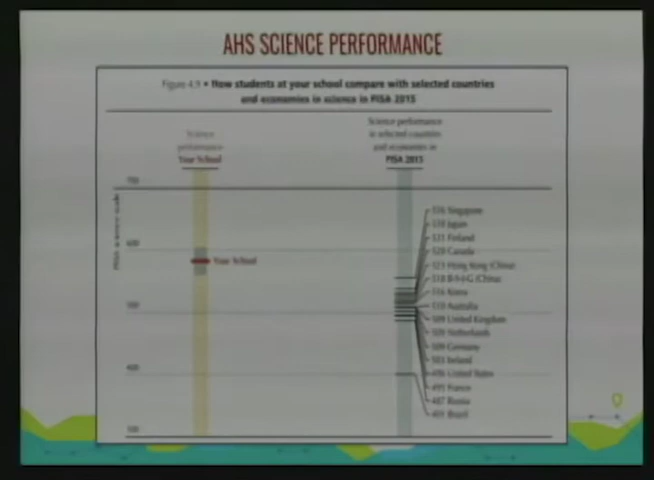 AHS SCIENCE PERFORMANCE
Figure 4.9 • How students at your school compare with selected countries
and economies in science in PISA 2015
Science
performance
Your School
Science performance
in selected countries
and economies in
PISA 2015
PISA science scale
700
600
500
400
300
Your School
556 Singapore
538 Japan
531 Finland
528 Canada
523 Hong Kong (China)
518 B-S-J-G (China)
516 Korea
510 Australia
509 United Kingdom
509 Netherlands
509 Germany
503 Ireland
496 United States
495 France
487 Russia
401 Brazil